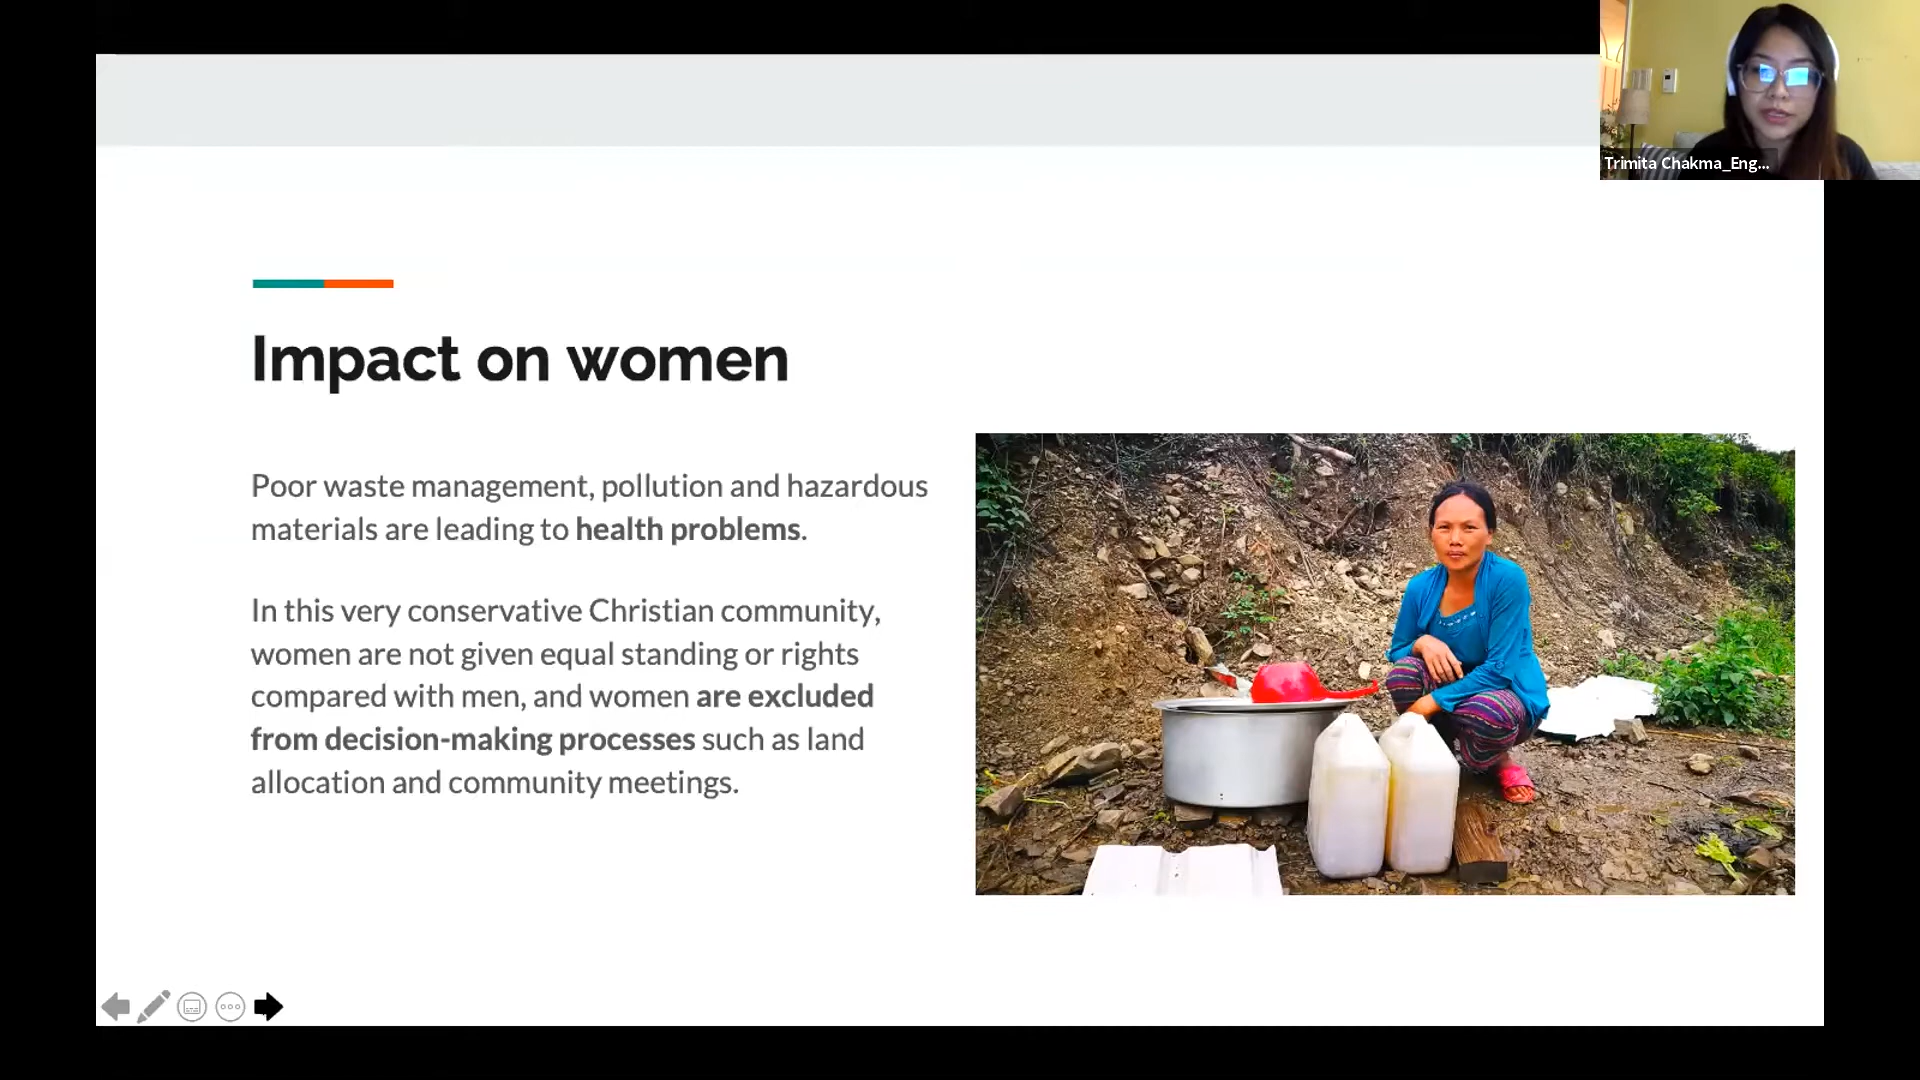 Trimita Chakma_Eng...
Impact on women
Poor waste management, pollution and hazardous
materials are leading to health problems.
In this very conservative Christian community,
women are not given equal standing or rights
compared with men, and women are excluded
from decision-making processes such as land
allocation and community meetings.